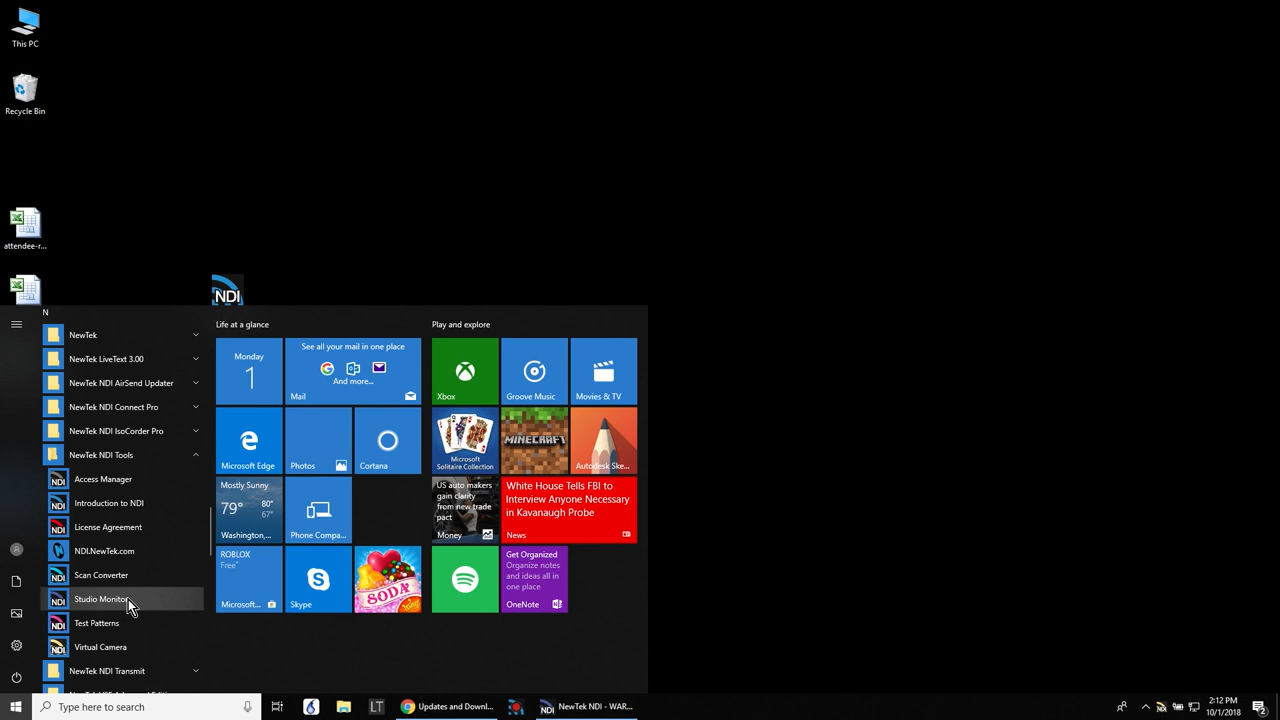 This PC
Recycle Bin
attendee-r...
NDI
N
NewTek
NewTek LiveText 3.00
NewTek NDI AirSend Updater
NewTek NDI Connect Pro
NewTek NDI IsoCorder Pro
NewTek NDI Tools
Access Manager
Introduction to NDI
License Agreement
NDI.NewTek.com
Scan Converter
Studio Monitor
Test Patterns
Virtual Camera
NewTek NDI Transmit
Life at a glance
Monday
1
See all your mail in one place
And more...
Mail
Microsoft Edge
Photos
Cortana
Mostly Sunny
79°
80°
67°
Washington,...
Phone Compa...
ROBLOX
Free*
Microsoft...
Skype
SODA
Play and explore
Xbox
Groove Music
Movies & TV
Microsoft
Solitaire Collection
MINECRAFT
Autodesk Ske...
US auto makers
gain clarity
from new trade
pact
Money
White House Tells FBI to
Interview Anyone Necessary
in Kavanaugh Probe
News
Get Organized
Organize notes
and ideas all in
one place
OneNote
Type here to search
LT
Updates and Downl...
NDI
NewTek NDI - WAR...
2:12 PM
10/1/2018
2